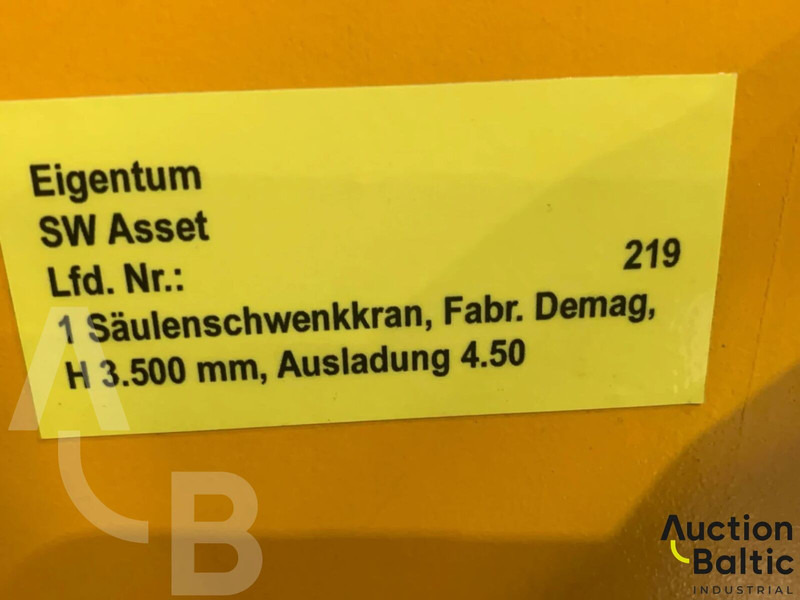 Eigentum
SW Asset
Lfd. Nr.: 219
1 Säulenschwenkkran, Fabr. Demag,
H 3.500 mm, Ausladung 4.50
AB
Auction
Baltic
INDUSTRIAL